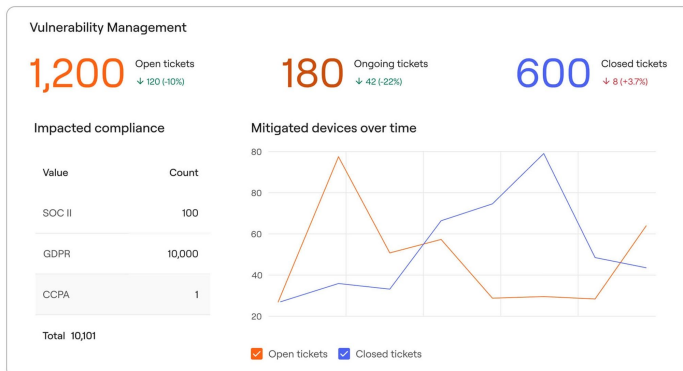 Vulnerability Management
1,200
Open tickets
↓ 120 (-10%)
180
Ongoing tickets
↓ 42 (-22%)
600
Closed tickets
↓ 8 (+3.7%)
Impacted compliance
Value Count
SOC II 100
GDPR 10,000
CCPA 1
Total 10,101
Mitigated devices over time
80
80
60
40
20
Open tickets Closed tickets